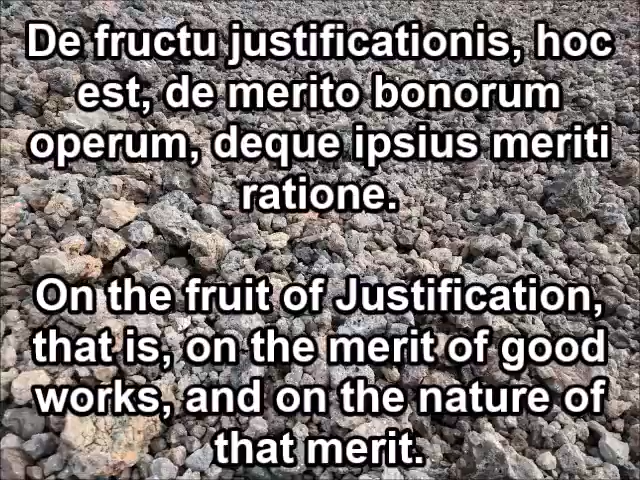 De fructu justificationis, hoc
est, de merito bonorum
operum, deque ipsius meriti
ratione.
On the fruit of Justification,
that is, on the merit of good
works, and on the nature of
that merit.